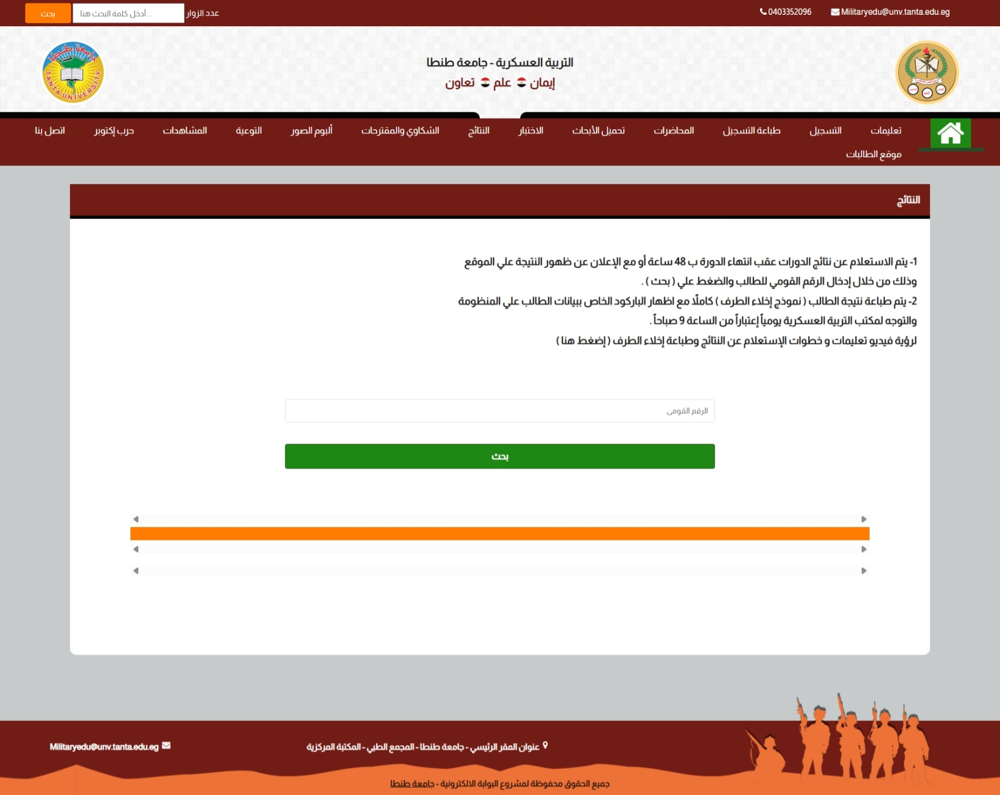 Militaryedu@unv.tanta.edu.eg
0403352096
عدد الزوار
أدخل كلمة البحث هنا . .
بحث
جامعة طنطا
TANTA UNIVERSITY
التربية العسكرية - جامعة طنطا
إيمان علم تعاون
تعليمات
التسجيل
طباعة التسجيل
المحاضرات
تحميل الأبحاث
الاختبار
النتائج
الشكاوي والمقترحات
ألبوم الصور
التوعية
المشاهدات
حرب إكتوبر
اتصل بنا
موقع الطالبات
النتائج
1- يتم الاستعلام عن نتائج الدورات عقب انتهاء الدورة ب 48 ساعة أو مع الإعلان عن ظهور النتيجة علي الموقع
وذلك من خلال إدخال الرقم القومي للطالب والضغط علي ( بحث ) .
2- يتم طباعة نتيجة الطالب ( نموذج إخلاء الطرف ) كاملاً مع اظهار الباركود الخاص ببيانات الطالب علي المنظومة
والتوجه لمكتب التربية العسكرية يومياً إعتباراً من الساعة 9 صباحاً .
لرؤية فيديو تعليمات و خطوات الإستعلام عن النتائج وطباعة إخلاء الطرف ( إضغط هنا )
الرقم القومى
بحث
عنوان المقر الرئيسي - جامعة طنطا - المجمع الطبي - المكتبة المركزية
Militaryedu@unv.tanta.edu.eg
جميع الحقوق محفوظة لمشروع البوابة الالكترونية - جامعة طنطا